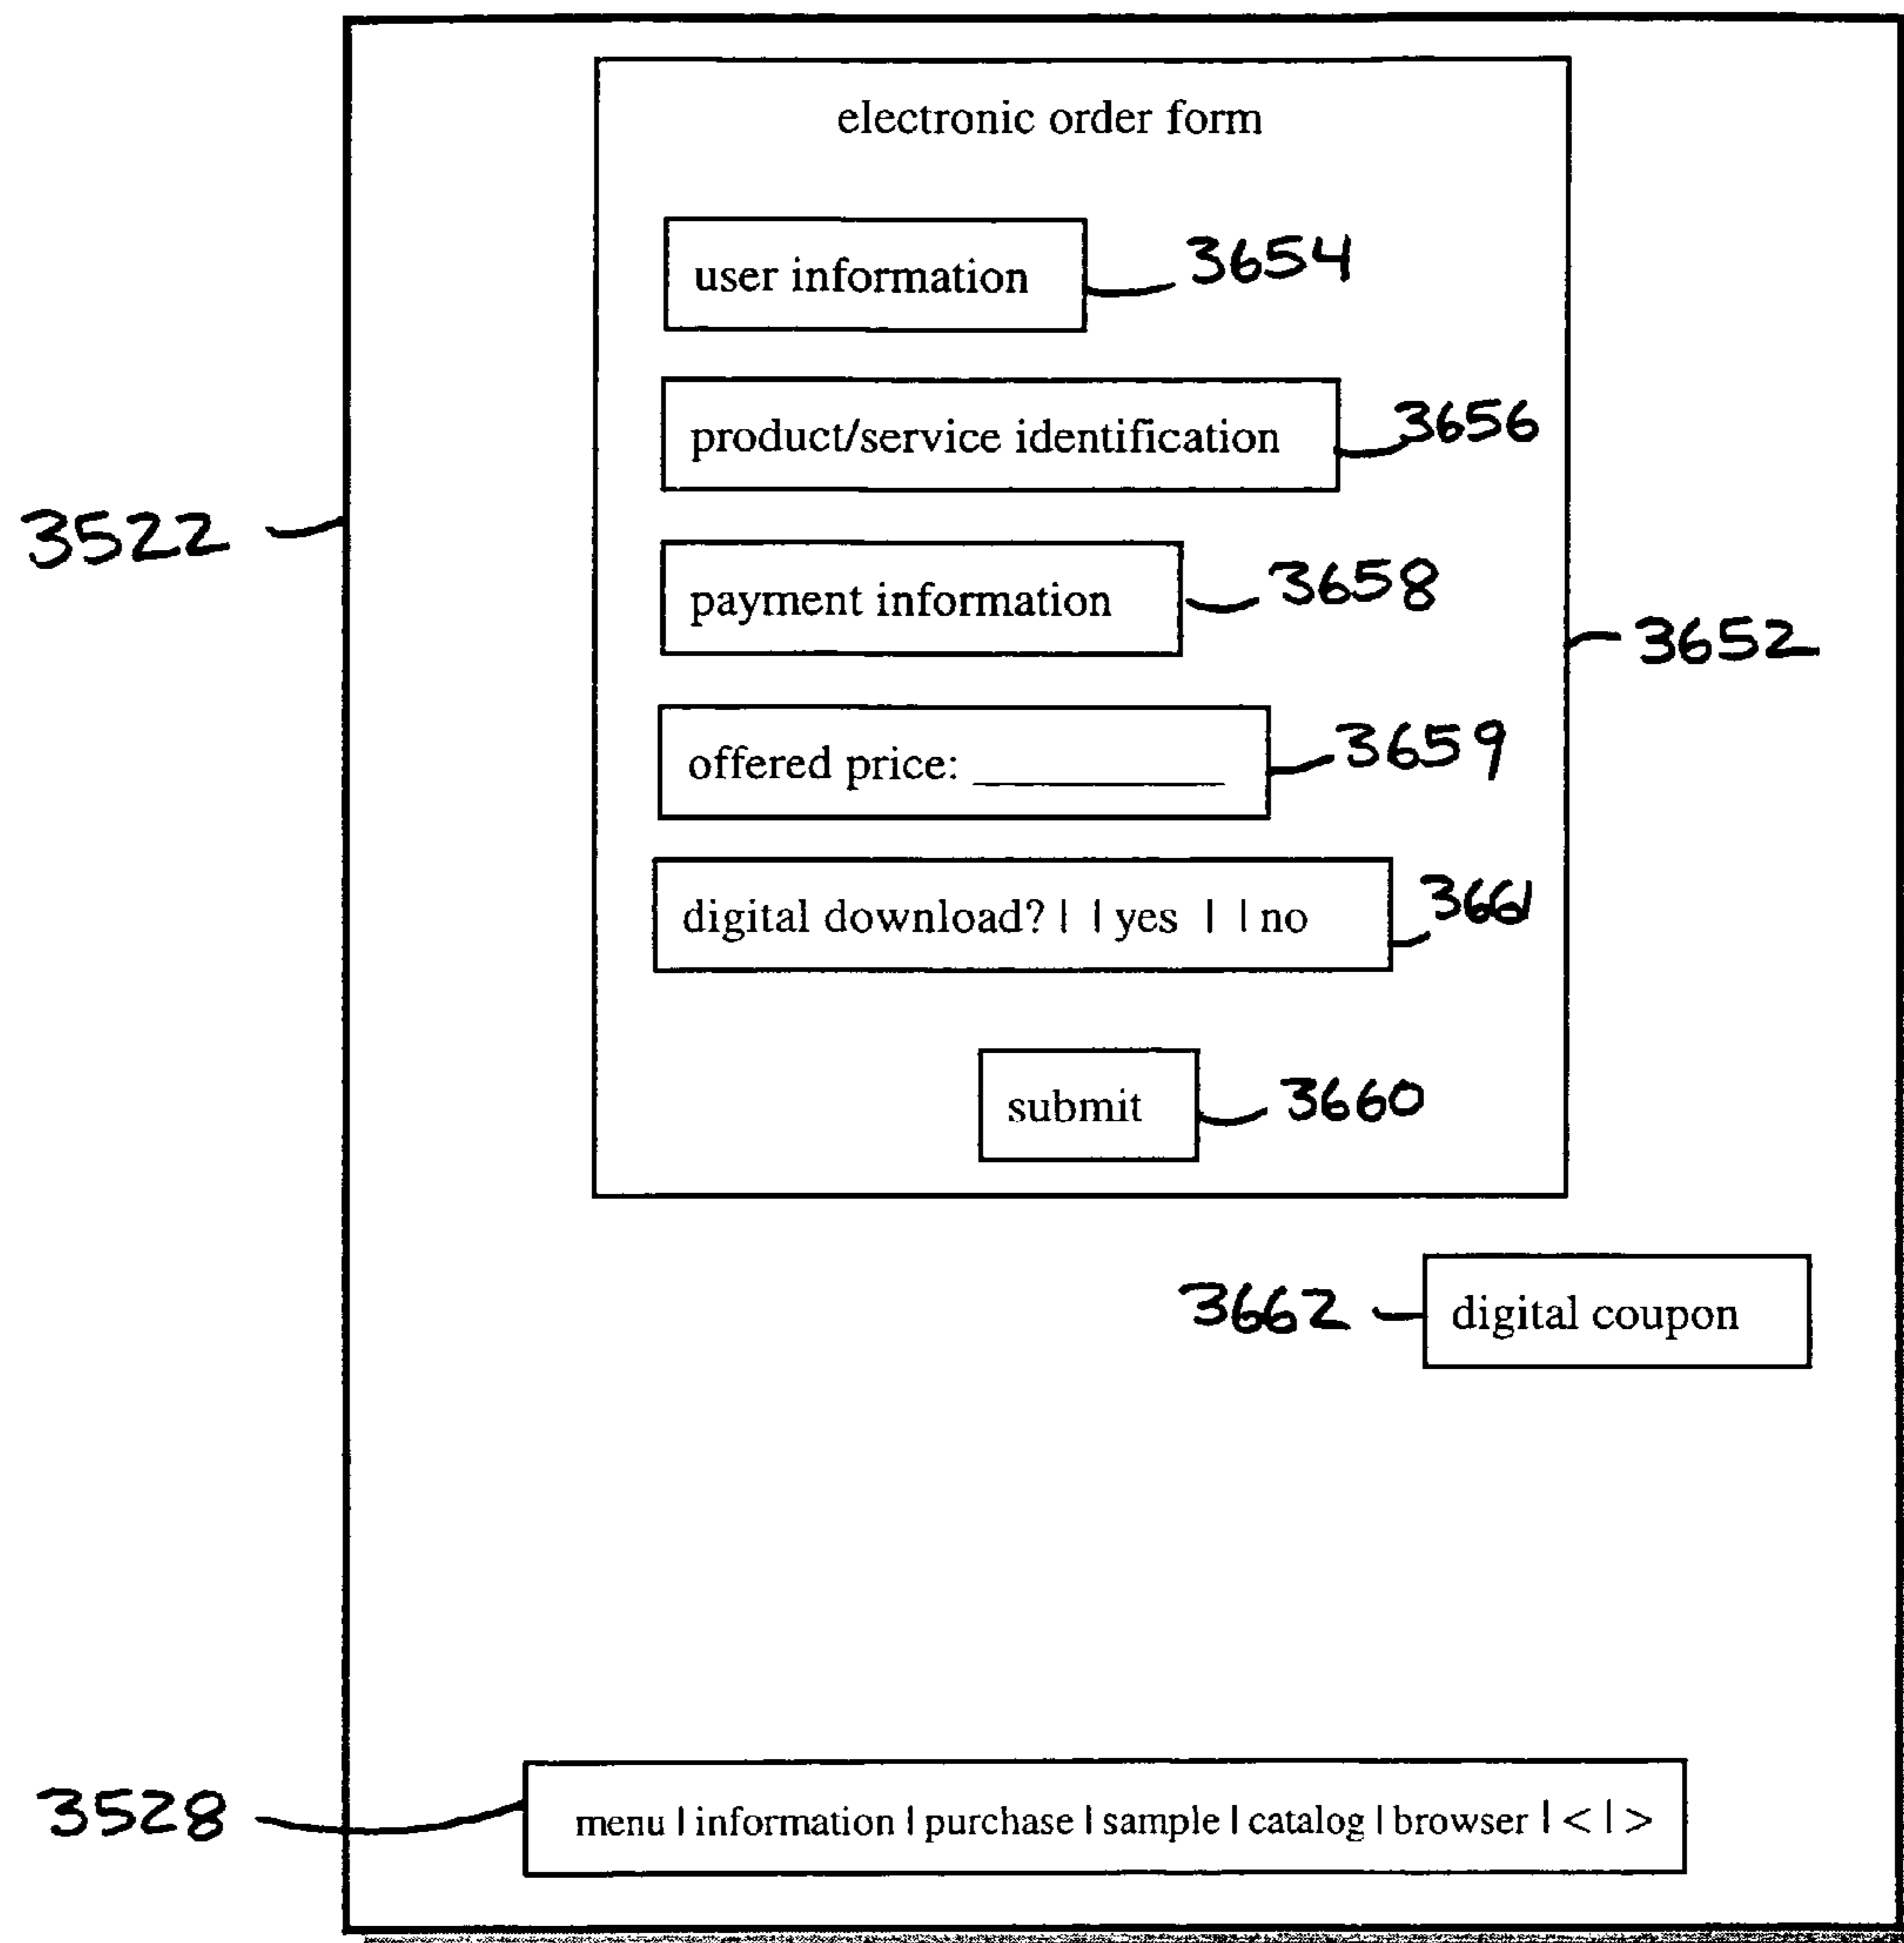 electronic order form
user information 3654
product/service identification 3656
3522
payment information 3658
3652
offered price: __________ 3659
digital download? | | yes | | no 3661
submit 3660
3662 digital coupon
3528 menu | information | purchase | sample | catalog | browser | < | >